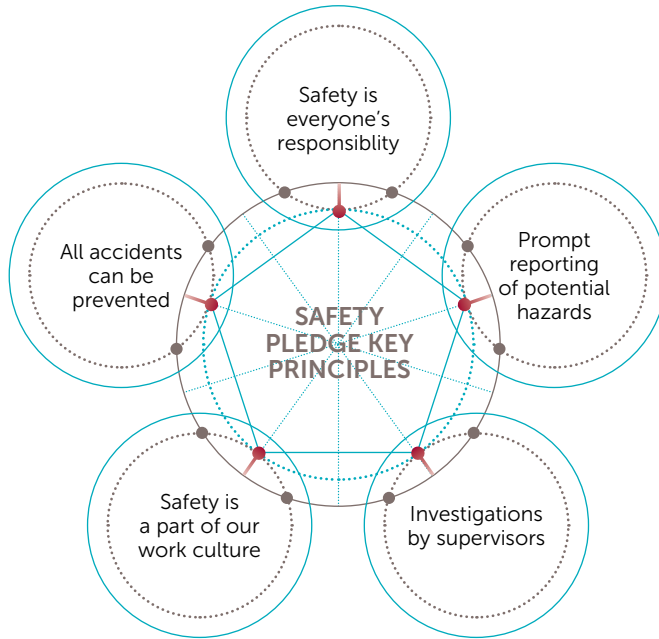 Safety is
everyone's
responsiblity
All accidents
can be
prevented
Prompt
reporting
of potential
hazards
SAFETY
PLEDGE KEY
PRINCIPLES
Safety is
a part of our
work culture
Investigations
by supervisors